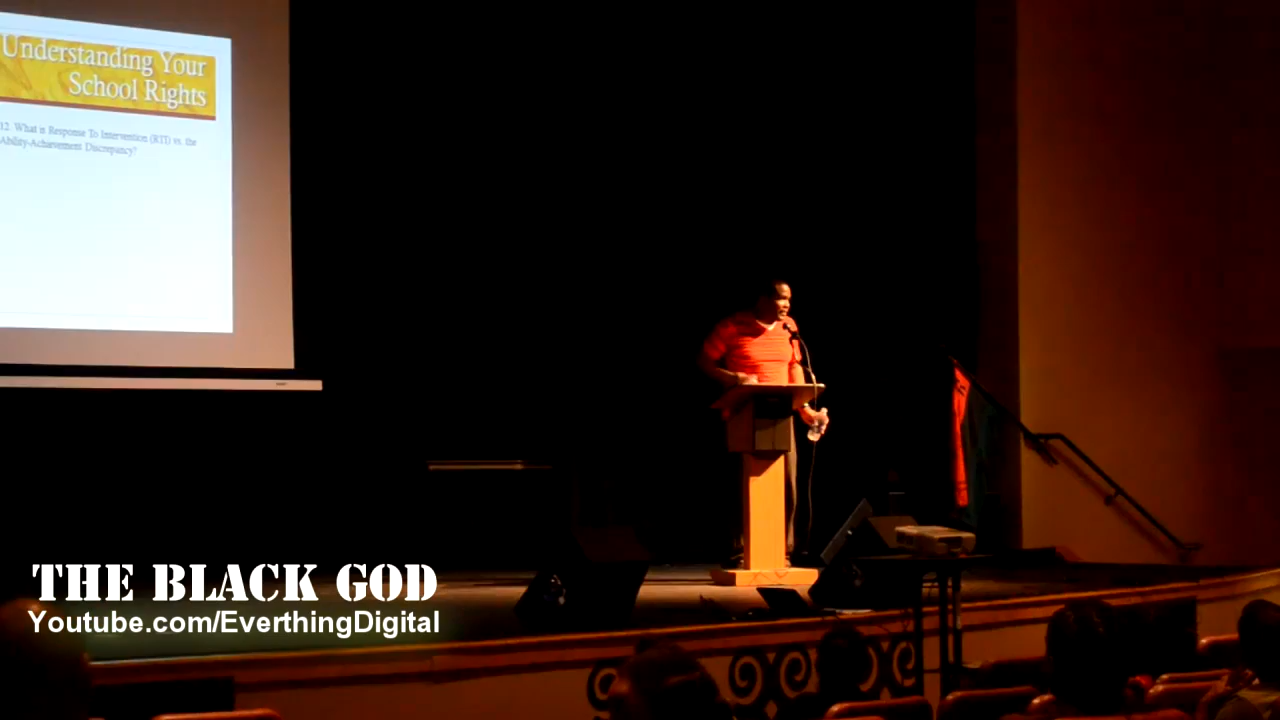 Understanding Your
School Rights
12. What is Response To Intervention (RTI) vs. the
Ability-Achievement Discrepancy?
THE BLACK GOD
Youtube.com/EverthingDigital